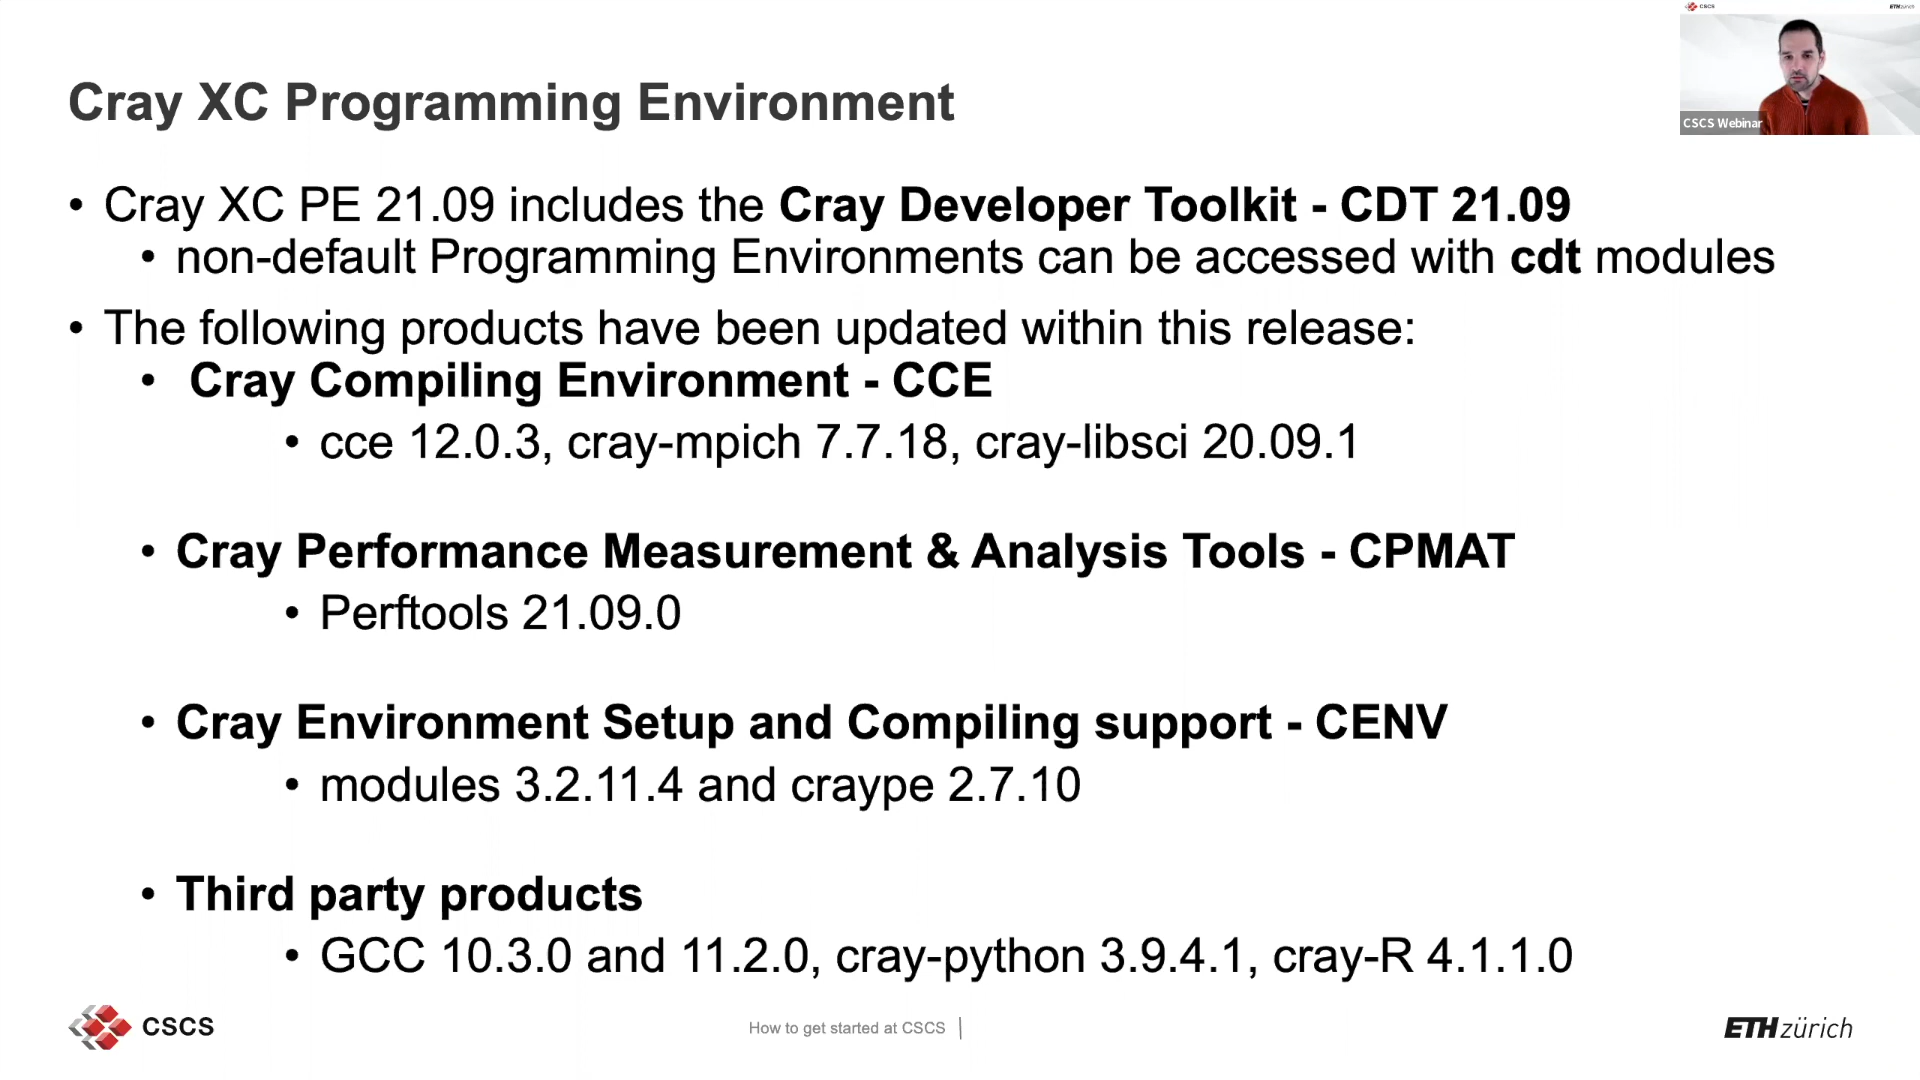 CSCS
ETHzürich
CSCS Webinar
Cray XC Programming Environment
• Cray XC PE 21.09 includes the Cray Developer Toolkit - CDT 21.09
• non-default Programming Environments can be accessed with cdt modules
• The following products have been updated within this release:
• Cray Compiling Environment - CCE
• cce 12.0.3, cray-mpich 7.7.18, cray-libsci 20.09.1
• Cray Performance Measurement & Analysis Tools - CPMAT
• Perftools 21.09.0
• Cray Environment Setup and Compiling support - CENV
• modules 3.2.11.4 and craype 2.7.10
• Third party products
• GCC 10.3.0 and 11.2.0, cray-python 3.9.4.1, cray-R 4.1.1.0
CSCS
How to get started at CSCS |
ETHzürich